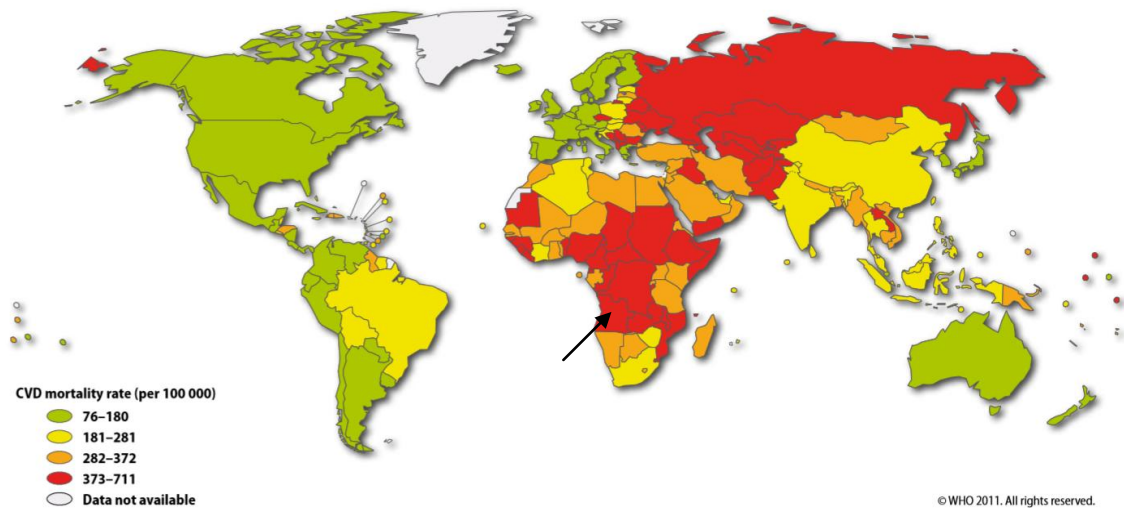 CVD mortality rate (per 100 000)
76–180
181–281
282–372
373–711
Data not available
© WHO 2011. All rights reserved.